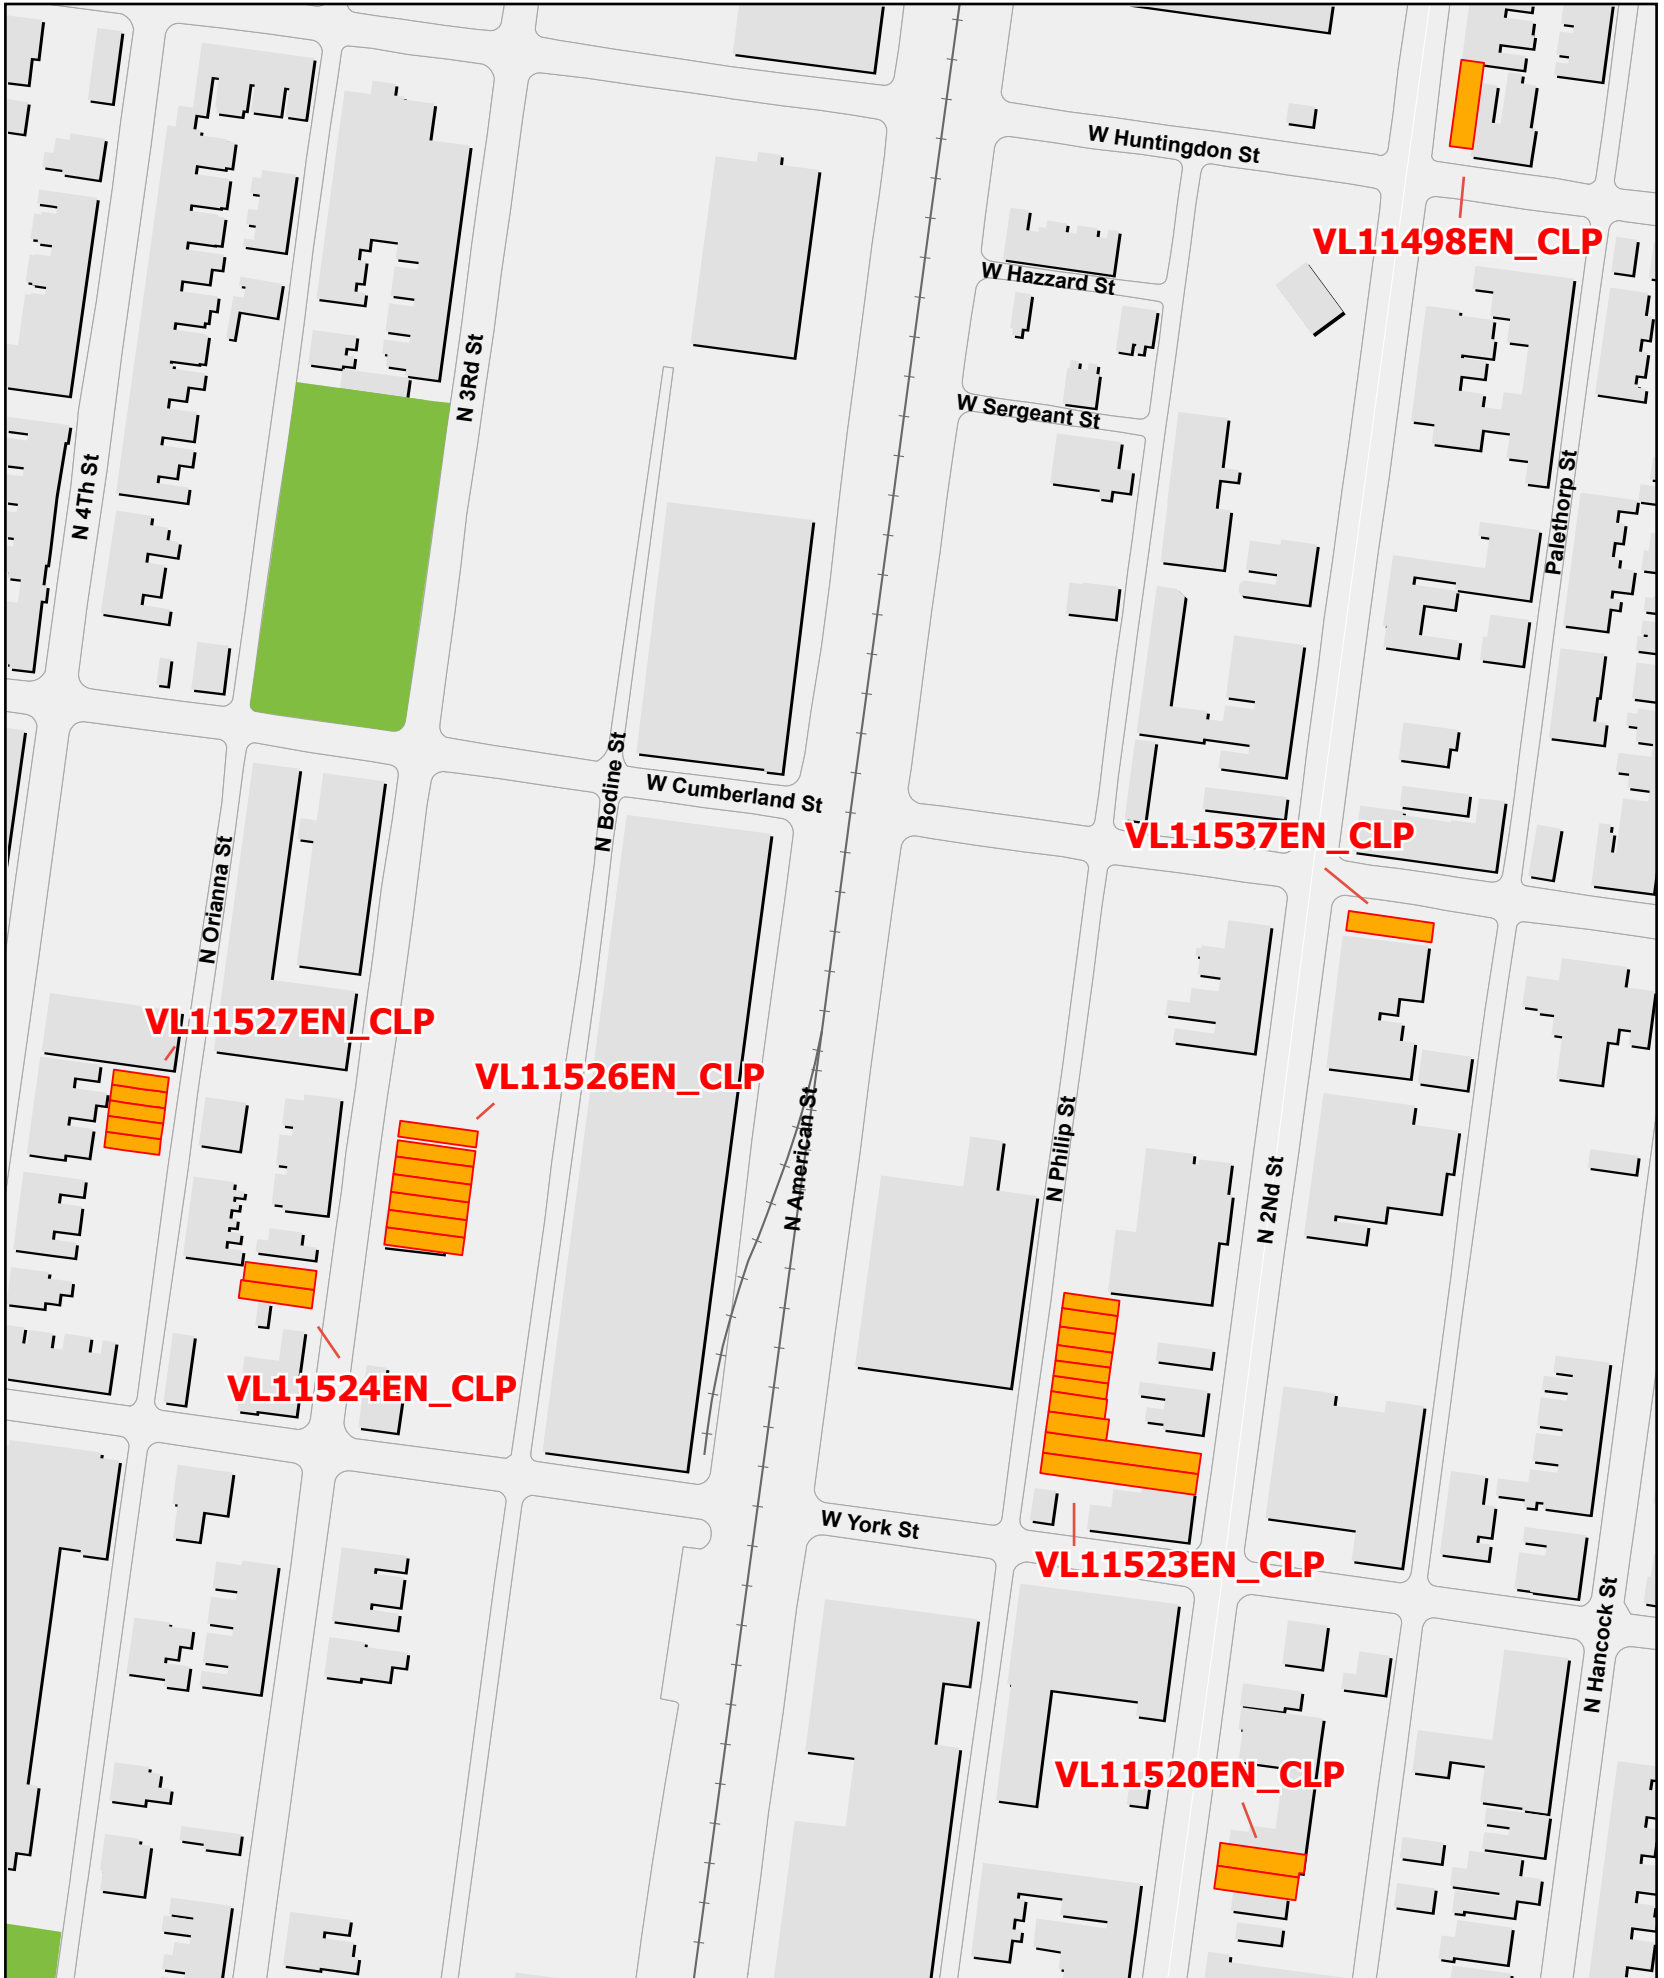 W Huntingdon St
VL11498EN_CLP
W Hazzard St
N 3Rd St
W Sergeant St
N 4Th St
Palethorp St
N Bodine St
W Cumberland St
VL11537EN_CLP
N Orianna St
VL11527EN_CLP
VL11526EN_CLP
N American St
N Philip St
N 2Nd St
VL11524EN_CLP
W York St
VL11523EN_CLP
N Hancock St
VL11520EN_CLP